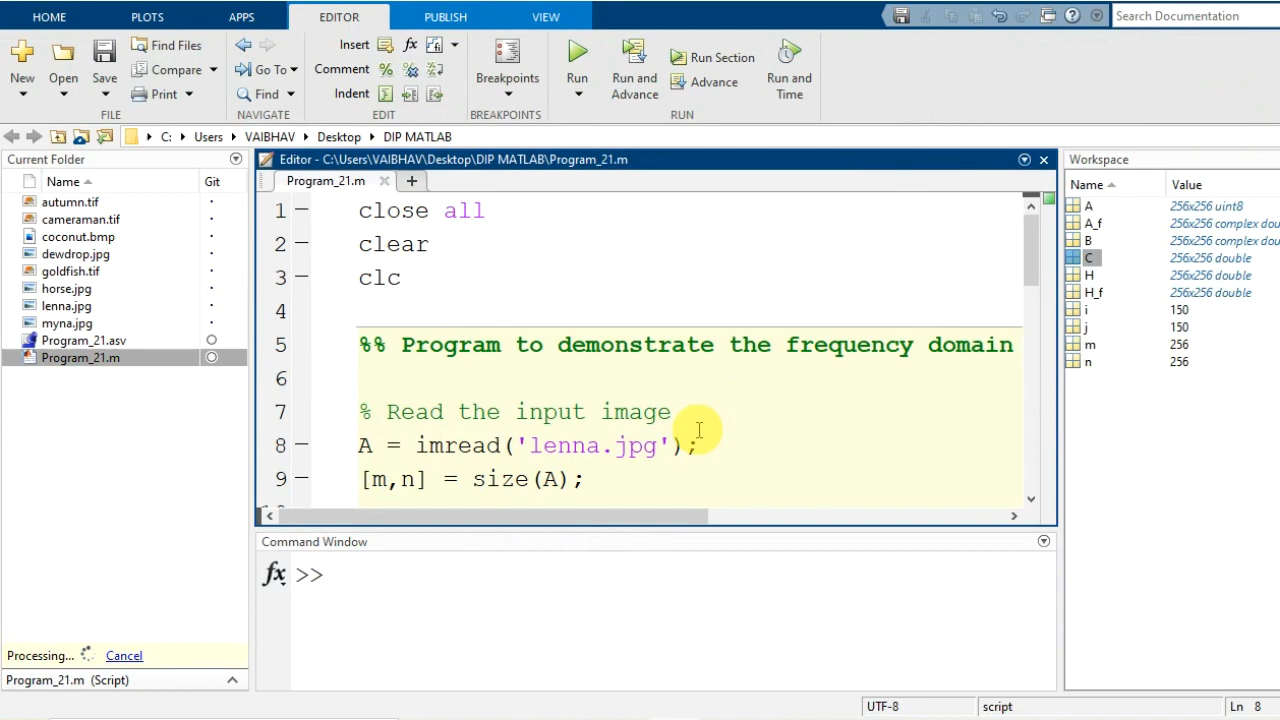 HOME PLOTS APPS EDITOR PUBLISH VIEW Search Documentation
New Open Save Find Files Compare Print
FILE
Go To Find
NAVIGATE
Insert fx
Comment %
Indent
EDIT
Breakpoints
BREAKPOINTS
Run Run and Advance Run Section Advance Run and Time
RUN
C: Users VAIBHAV Desktop DIP MATLAB
Current Folder
Name Git
autumn.tif
cameraman.tif
coconut.bmp
dewdrop.jpg
goldfish.tif
horse.jpg
lenna.jpg
myna.jpg
Program_21.asv
Program_21.m
Processing... Cancel
Program_21.m (Script)
Editor - C:\Users\VAIBHAV\Desktop\DIP MATLAB\Program_21.m
Program_21.m
1 close all
2 clear
3 clc
4
5 %% Program to demonstrate the frequency domain
6
7 % Read the input image
8 A = imread('lenna.jpg');
9 [m,n] = size(A);
Command Window
fx >>
Workspace
Name Value
A 256x256 uint8
A_f 256x256 complex dou
B 256x256 complex dou
C 256x256 double
H 256x256 double
H_f 256x256 double
i 150
j 150
m 256
n 256
UTF-8 script Ln 8